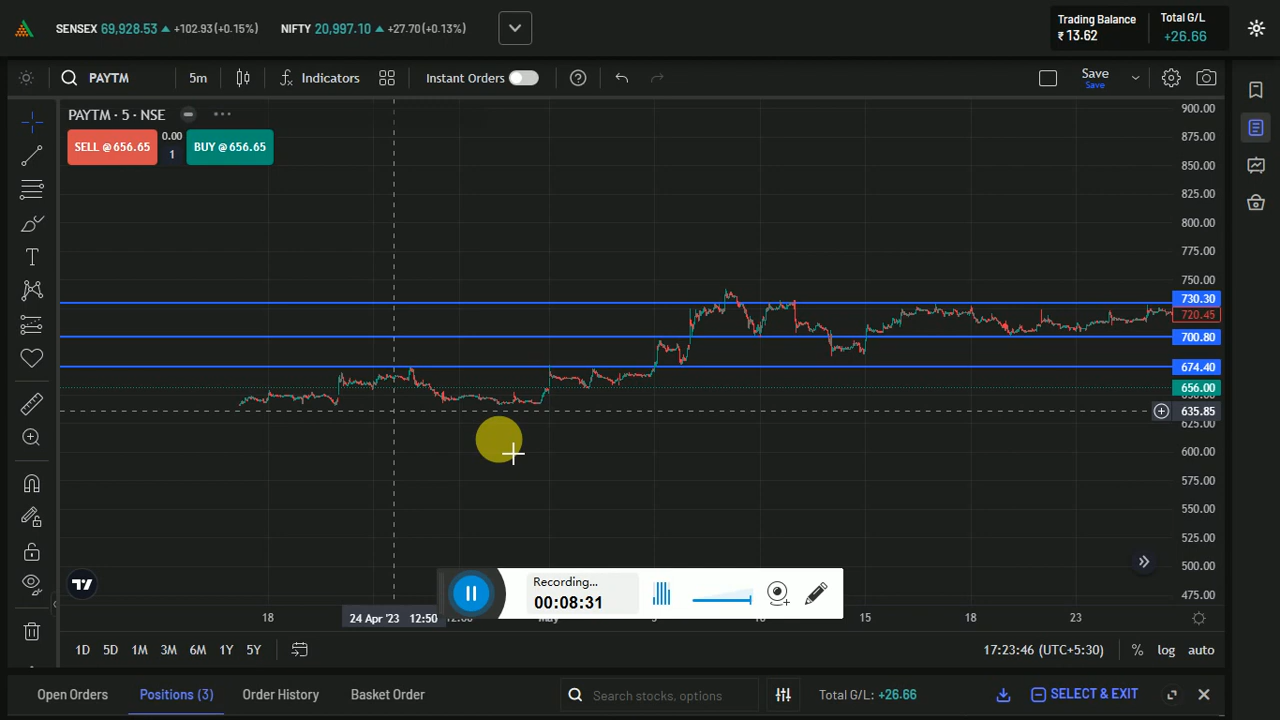 SENSEX 69,928.53 +102.93(+0.15%) NIFTY 20,997.10 +27.70(+0.13%)
Trading Balance
₹ 13.62
Total G/L:
+26.66
PAYTM 5m Indicators Instant Orders Save
Save
PAYTM · 5 · NSE
SELL @656.65 0.00 BUY @656.65
1
900.00
875.00
850.00
825.00
800.00
775.00
750.00
730.30
720.45
700.80
674.40
656.00
635.85
625.00
600.00
575.00
550.00
525.00
500.00
475.00
Recording...
00:08:31
18 24 Apr '23 12:50 15 18 23
1D 5D 1M 3M 6M 1Y 5Y 17:23:46 (UTC+5:30) % log auto
Open Orders Positions (3) Order History Basket Order Search stocks, options Total G/L: +26.66 SELECT & EXIT